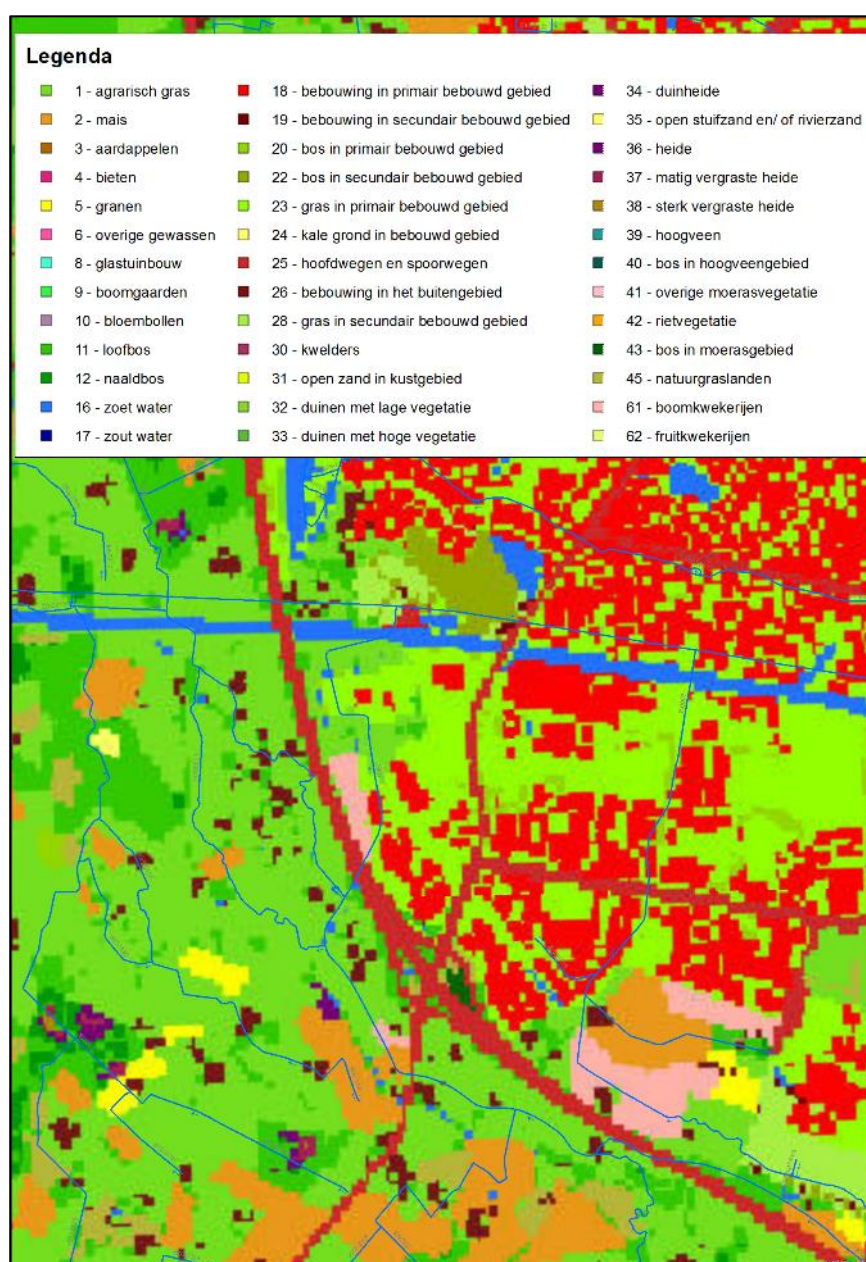 Legenda
1 - agrarisch gras
2 - mais
3 - aardappelen
4 - bieten
5 - granen
6 - overige gewassen
8 - glastuinbouw
9 - boomgaarden
10 - bloembollen
11 - loofbos
12 - naaldbos
16 - zoet water
17 - zout water
18 - bebouwing in primair bebouwd gebied
19 - bebouwing in secundair bebouwd gebied
20 - bos in primair bebouwd gebied
22 - bos in secundair bebouwd gebied
23 - gras in primair bebouwd gebied
24 - kale grond in bebouwd gebied
25 - hoofdwegen en spoorwegen
26 - bebouwing in het buitengebied
28 - gras in secundair bebouwd gebied
30 - kwelders
31 - open zand in kustgebied
32 - duinen met lage vegetatie
33 - duinen met hoge vegetatie
34 - duinheide
35 - open stuifzand en/ of rivierzand
36 - heide
37 - matig vergraste heide
38 - sterk vergraste heide
39 - hoogveen
40 - bos in hoogveengebied
41 - overige moerasvegetatie
42 - rietvegetatie
43 - bos in moerasgebied
45 - natuurgraslanden
61 - boomkwekerijen
62 - fruitkwekerijen